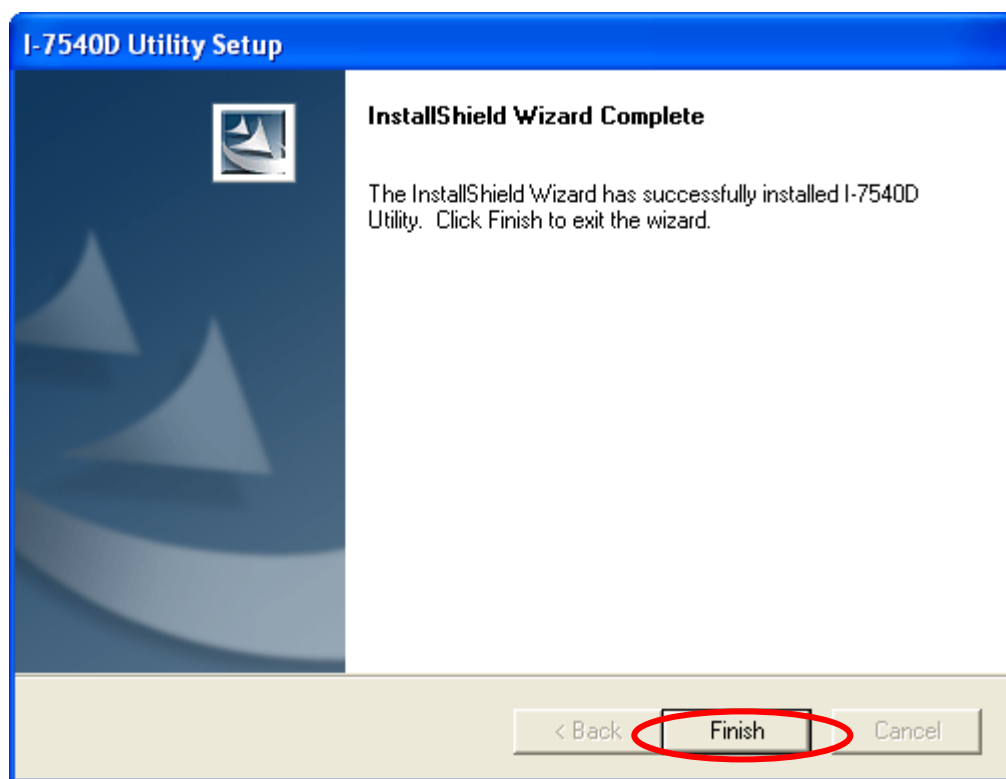 I-7540D Utility Setup
InstallShield Wizard Complete
The InstallShield Wizard has successfully installed I-7540D
Utility.  Click Finish to exit the wizard.
< Back
Finish
Cancel